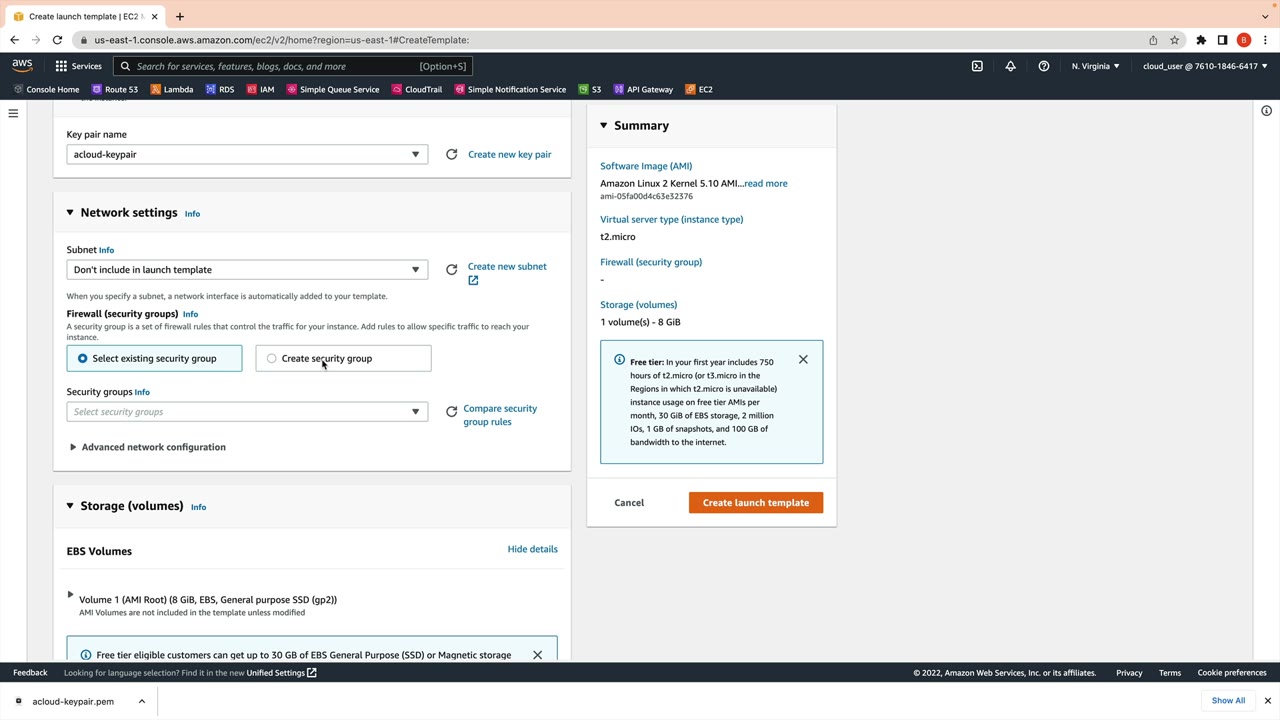 Create launch template | EC2 M
us-east-1.console.aws.amazon.com/ec2/v2/home?region=us-east-1#CreateTemplate:
B
aws
Services
Search for services, features, blogs, docs, and more
[Option+S]
N. Virginia
cloud_user @ 7610-1846-6417
Console Home
Route 53
Lambda
RDS
IAM
Simple Queue Service
CloudTrail
Simple Notification Service
S3
API Gateway
EC2
Key pair name
acloud-keypair
Create new key pair
Network settings Info
Subnet Info
Don't include in launch template
Create new subnet
When you specify a subnet, a network interface is automatically added to your template.
Firewall (security groups) Info
A security group is a set of firewall rules that control the traffic for your instance. Add rules to allow specific traffic to reach your
instance.
Select existing security group
Create security group
Security groups Info
Select security groups
Compare security
group rules
Advanced network configuration
Storage (volumes) Info
EBS Volumes
Hide details
Volume 1 (AMI Root) (8 GiB, EBS, General purpose SSD (gp2))
AMI Volumes are not included in the template unless modified
Free tier eligible customers can get up to 30 GB of EBS General Purpose (SSD) or Magnetic storage
Summary
Software Image (AMI)
Amazon Linux 2 Kernel 5.10 AMI...read more
ami-05fa00d4c63e32376
Virtual server type (instance type)
t2.micro
Firewall (security group)
-
Storage (volumes)
1 volume(s) - 8 GiB
Free tier: In your first year includes 750
hours of t2.micro (or t3.micro in the
Regions in which t2.micro is unavailable)
instance usage on free tier AMIs per
month, 30 GiB of EBS storage, 2 million
IOs, 1 GB of snapshots, and 100 GB of
bandwidth to the internet.
Cancel
Create launch template
Feedback
Looking for language selection? Find it in the new Unified Settings
© 2022, Amazon Web Services, Inc. or its affiliates.
Privacy
Terms
Cookie preferences
acloud-keypair.pem
Show All